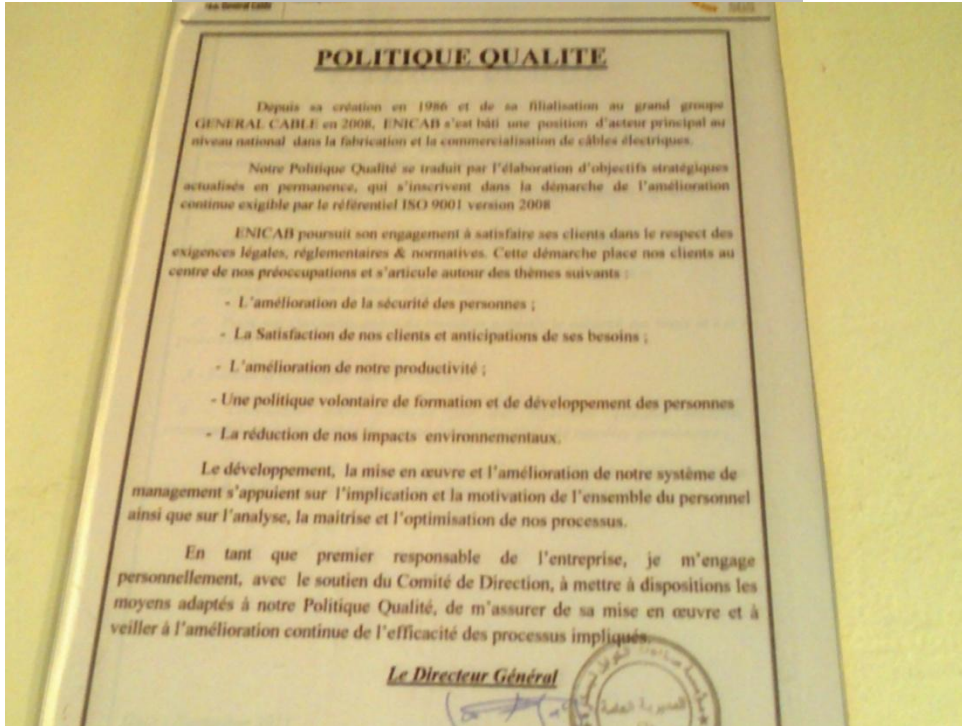 General Cable
POLITIQUE QUALITE
Depuis sa création en 1986 et de sa filialisation au grand groupe
GENERAL CABLE en 2008, ENICAB s'est bâti une position d'acteur principal au
niveau national dans la fabrication et la commercialisation de câbles électriques.
Notre Politique Qualité se traduit par l'élaboration d'objectifs stratégiques
actualisés en permanence, qui s'inscrivent dans la démarche de l'amélioration
continue exigible par le référentiel ISO 9001 version 2008
ENICAB poursuit son engagement à satisfaire ses clients dans le respect des
exigences légales, réglementaires & normatives. Cette démarche place nos clients au
centre de nos préoccupations et s'articule autour des thèmes suivants :
- L'amélioration de la sécurité des personnes ;
- La Satisfaction de nos clients et anticipations de ses besoins ;
- L'amélioration de notre productivité ;
- Une politique volontaire de formation et de développement des personnes
- La réduction de nos impacts environnementaux.
Le développement, la mise en œuvre et l'amélioration de notre système de
management s'appuient sur l'implication et la motivation de l'ensemble du personnel
ainsi que sur l'analyse, la maitrise et l'optimisation de nos processus.
En tant que premier responsable de l'entreprise, je m'engage
personnellement, avec le soutien du Comité de Direction, à mettre à dispositions les
moyens adaptés à notre Politique Qualité, de m'assurer de sa mise en œuvre et à
veiller à l'amélioration continue de l'efficacité des processus impliqués.
Le Directeur Général
المديرية العامة